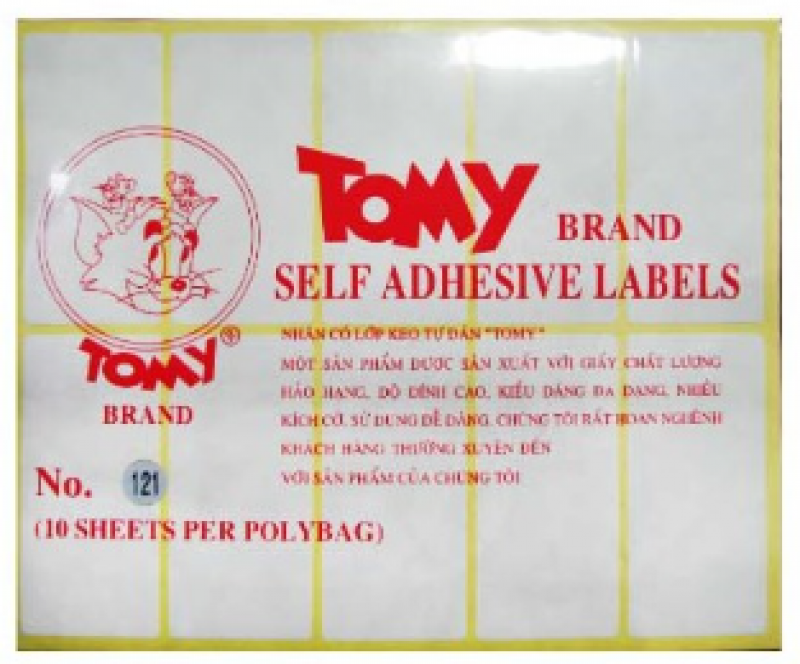 TOMY BRAND
SELF ADHESIVE LABELS
TOMY ®
BRAND
NHÃN CÓ LỚP KEO TỰ DÁN "TOMY"
MỘT SẢN PHẨM ĐƯỢC SẢN XUẤT VỚI GIẤY CHẤT LƯỢNG
HẢO HẠNG, ĐỘ DÍNH CAO, KIỂU DÁNG ĐA DẠNG, NHIỀU
KÍCH CỠ, SỬ DỤNG DỄ DÀNG. CHÚNG TÔI RẤT HOAN NGHÊNH
KHÁCH HÀNG THƯỜNG XUYÊN ĐẾN
VỚI SẢN PHẨM CỦA CHÚNG TÔI
No. 121
(10 SHEETS PER POLYBAG)